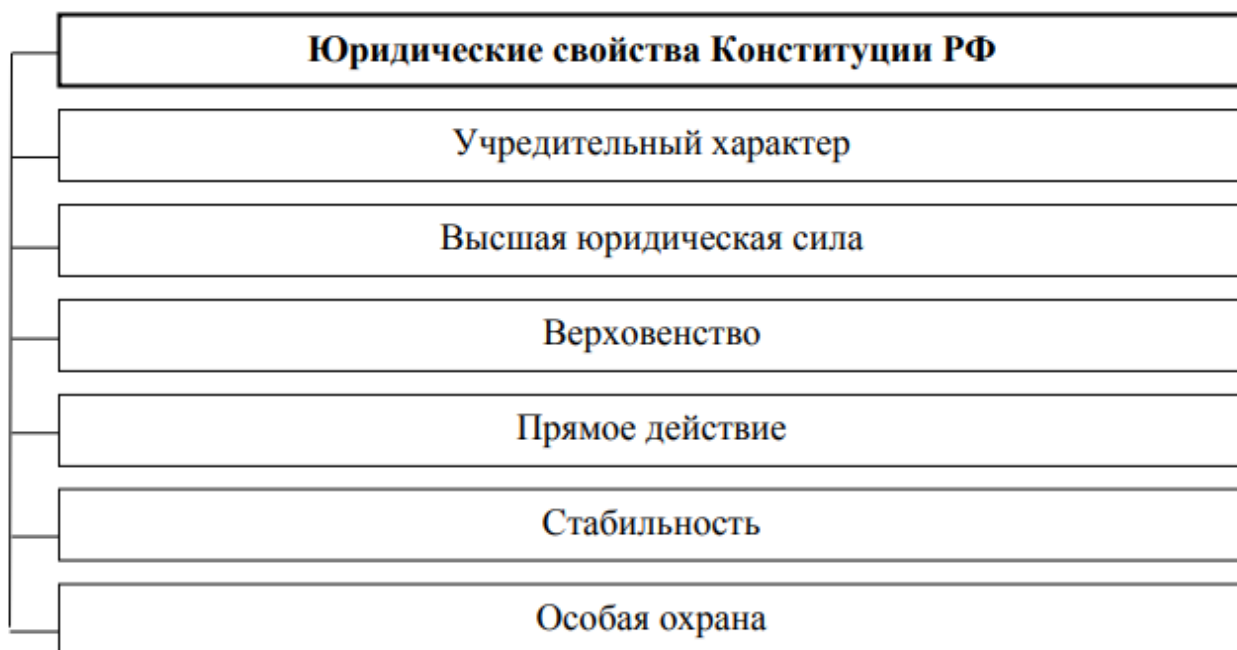 Юридические свойства Конституции РФ
Учредительный характер
Высшая юридическая сила
Верховенство
Прямое действие
Стабильность
Особая охрана